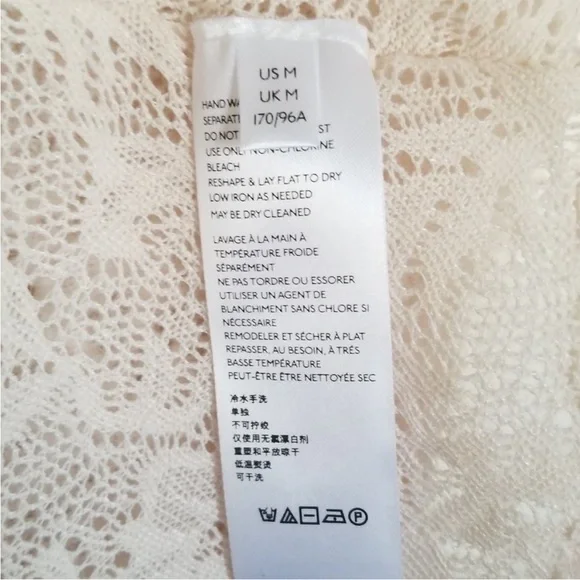 US M
UK M
170/96A
HAND
DO NOT
USE ONLY NON-CHLORINE
BLEACH
RESHAPE & LAY FLAT TO DRY
LOW IRON AS NEEDED
MAY BE DRY CLEANED
LAVAGE À LA MAIN À
TEMPÉRATURE FROIDE
SÉPARÉMENT
NE PAS TORDRE OU ESSORER
UTILISER UN AGENT DE
BLANCHIMENT SANS CHLORE SI
NÉCESSAIRE
REMODELER ET SÉCHER À PLAT
REPASSER, AU BESOIN, À TRÉS
BASSE TEMPÉRATURE
PEUT-ÊTRE ÊTRE NETTOYÉE SEC
冷水手洗
单独
不可拧绞
仅使用无氯漂白剂
重塑和平放晾干
低温熨烫
可干洗
P